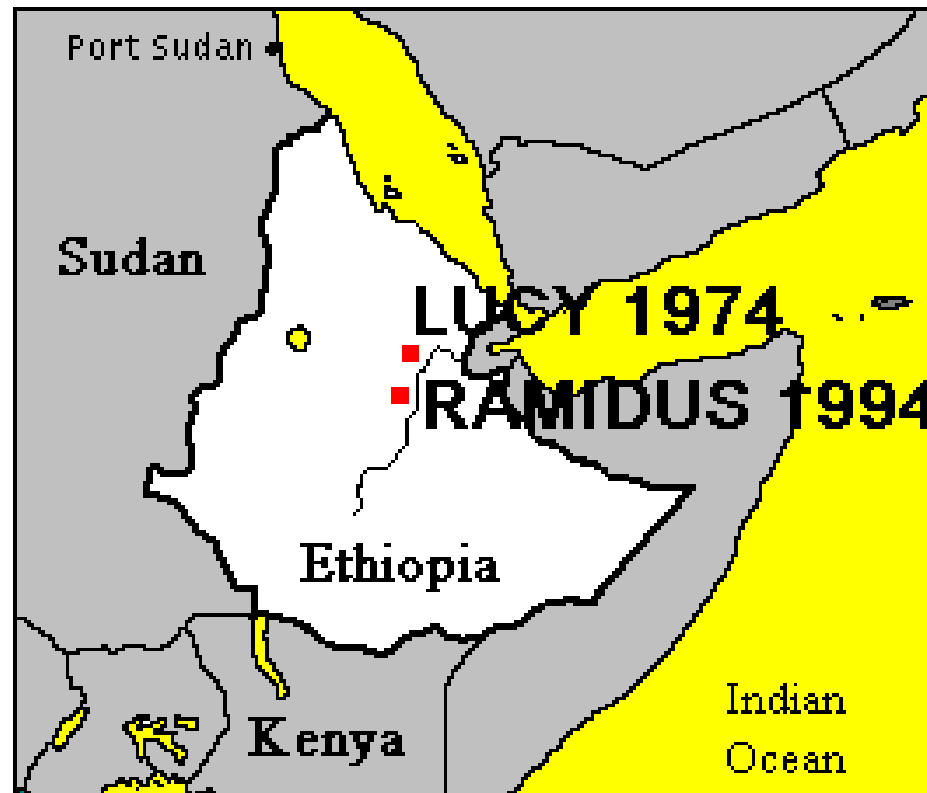 Port Sudan
Sudan
LUCY 1974
RAMIDUS 1994
Ethiopia
Indian
Ocean
Kenya